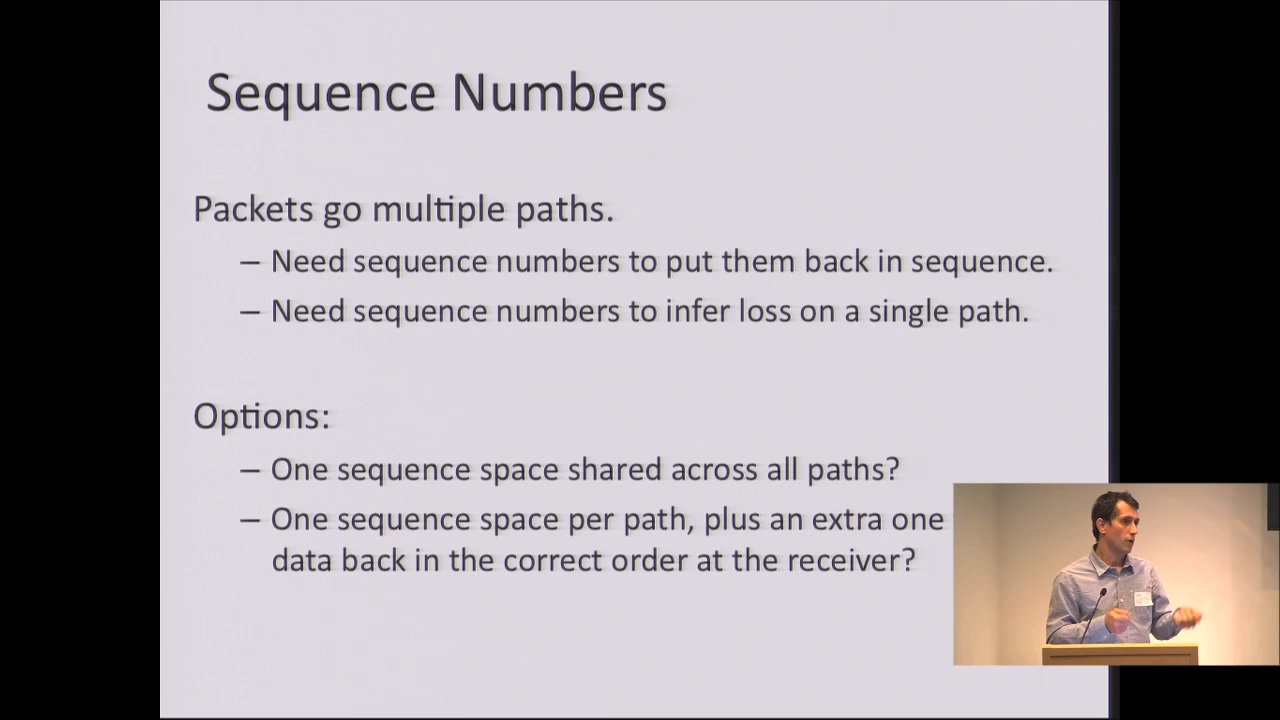 Sequence Numbers
Packets go multiple paths.
– Need sequence numbers to put them back in sequence.
– Need sequence numbers to infer loss on a single path.
Options:
– One sequence space shared across all paths?
– One sequence space per path, plus an extra one
data back in the correct order at the receiver?